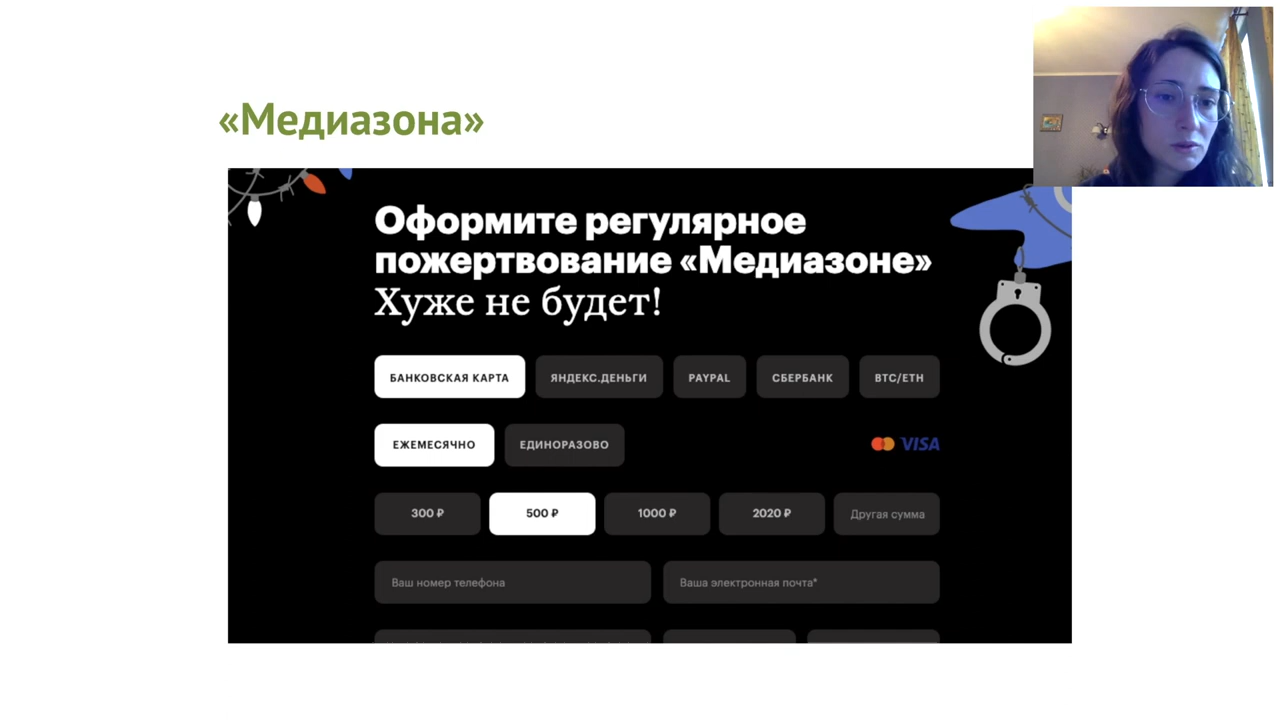 «Медиазона»
Оформите регулярное
пожертвование «Медиазоне»
Хуже не будет!
БАНКОВСКАЯ КАРТА ЯНДЕКС.ДЕНЬГИ PAYPAL СБЕРБАНК BTC/ETH
ЕЖЕМЕСЯЧНО ЕДИНОРАЗОВО VISA
300 ₽ 500 ₽ 1000 ₽ 2020 ₽ Другая сумма
Ваш номер телефона Ваша электронная почта*